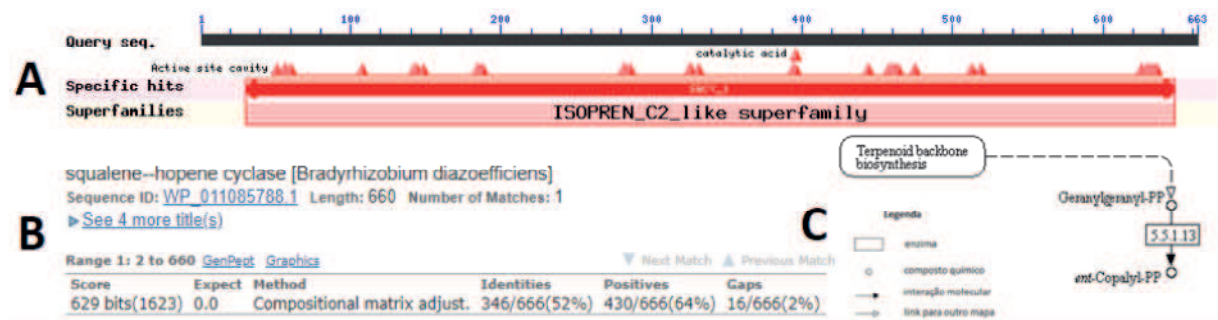 1 100 200 300 400 500 600 663
Query seq.
catalytic acid
Active site cavity
A
Specific hits
Superfamilies
ISOPREN_C2_like superfamily
squalene--hopene cyclase [Bradyrhizobium diazoefficiens]
Sequence ID: WP_011085788.1 Length: 660 Number of Matches: 1
See 4 more title(s)
B
Range 1: 2 to 660 GenPept Graphics Next Match Previous Match
Score Expect Method Identities Positives Gaps
629 bits(1623) 0.0 Compositional matrix adjust. 346/666(52%) 430/666(64%) 16/666(2%)
Terpenoid backbone
biosynthesis
Geranylgeranyl-PP
C
5.5.1.13
ent-Copalyl-PP
Legenda
enzima
composto químico
interação molecular
link para outro mapa